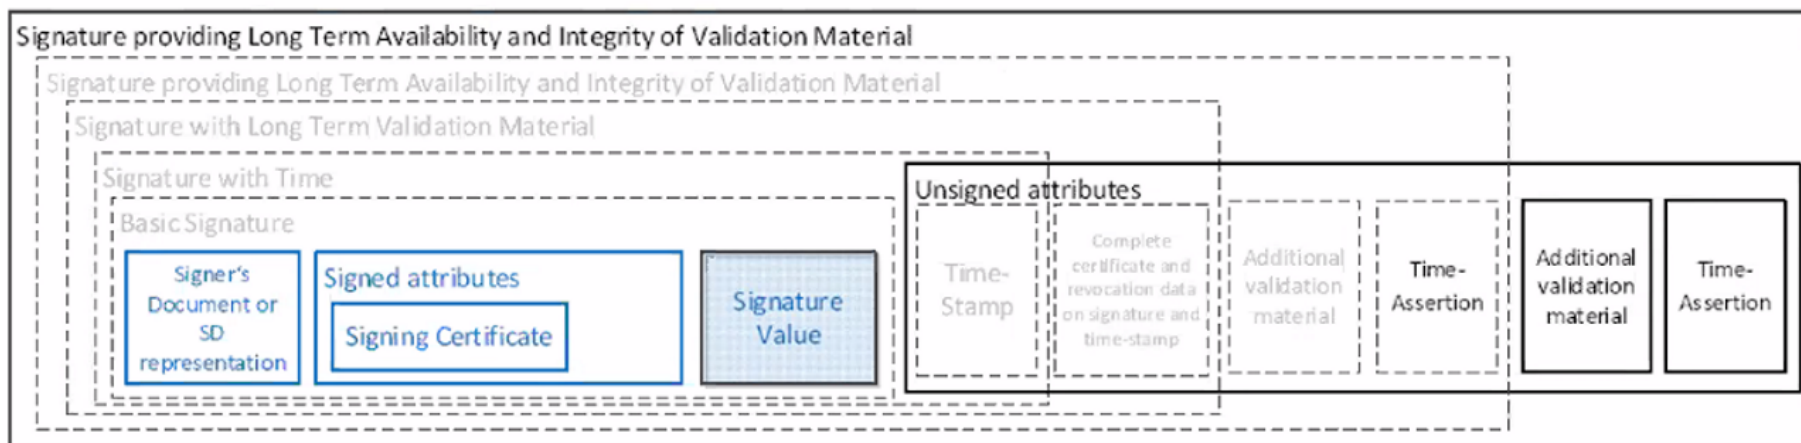 Signature providing Long Term Availability and Integrity of Validation Material
Signature providing Long Term Availability and Integrity of Validation Material
Signature with Long Term Validation Material
Signature with Time
Basic Signature
Signer's
Document or
SD
representation
Signed attributes
Signing Certificate
Signature
Value
Unsigned attributes
Time-
Stamp
Complete
certificate and
revocation data
on signature and
time-stamp
Additional
validation
material
Time-
Assertion
Additional
validation
material
Time-
Assertion